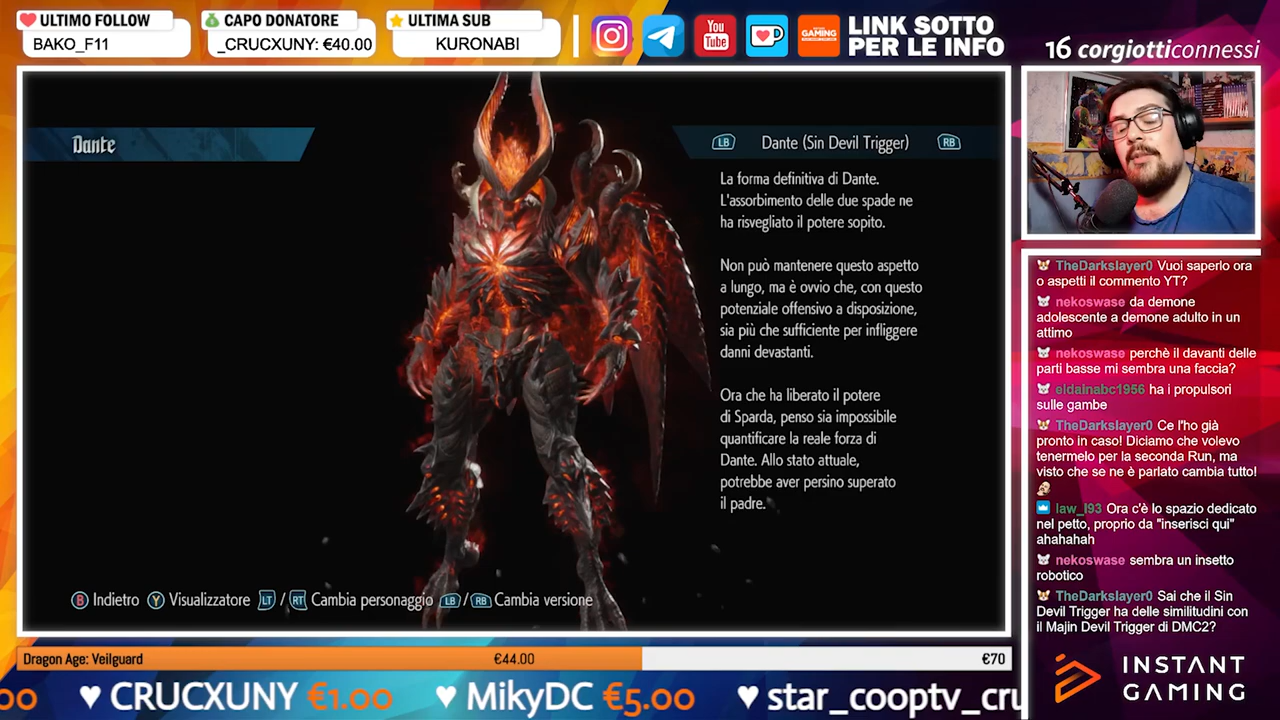 ULTIMO FOLLOW
BAKO_F11
CAPO DONATORE
_CRUCXUNY: €40.00
ULTIMA SUB
KURONABI
You
Tube
INSTANT
GAMING
LINK SOTTO
PER LE INFO
16 corgiotticonnessi
Dante
LB Dante (Sin Devil Trigger) RB
La forma definitiva di Dante.
L'assorbimento delle due spade ne
ha risvegliato il potere sopito.
Non può mantenere questo aspetto
a lungo, ma è ovvio che, con questo
potenziale offensivo a disposizione,
sia più che sufficiente per infliggere
danni devastanti.
Ora che ha liberato il potere
di Sparda, penso sia impossibile
quantificare la reale forza di
Dante. Allo stato attuale,
potrebbe aver persino superato
il padre.
B Indietro Y Visualizzatore LT / RT Cambia personaggio LB / RB Cambia versione
TheDarkslayer0 Vuoi saperlo ora
o aspetti il commento YT?
nekoswase da demone
adolescente a demone adulto in un
attimo
nekoswase perchè il davanti delle
parti basse mi sembra una faccia?
eldainabc1956 ha i propulsori
sulle gambe
TheDarkslayer0 Ce l'ho già
pronto in caso! Diciamo che volevo
tenermelo per la seconda Run, ma
visto che se ne è parlato cambia tutto!
law_l93 Ora c'è lo spazio dedicato
nel petto, proprio da "inserisci qui"
ahahahah
nekoswase sembra un insetto
robotico
TheDarkslayer0 Sai che il Sin
Devil Trigger ha delle similitudini con
il Majin Devil Trigger di DMC2?
Dragon Age: Veilguard €44.00 €70
00 ♥ CRUCXUNY €1.00 ♥ MikyDC €5.00 ♥ star_cooptv_cru
INSTANT
GAMING